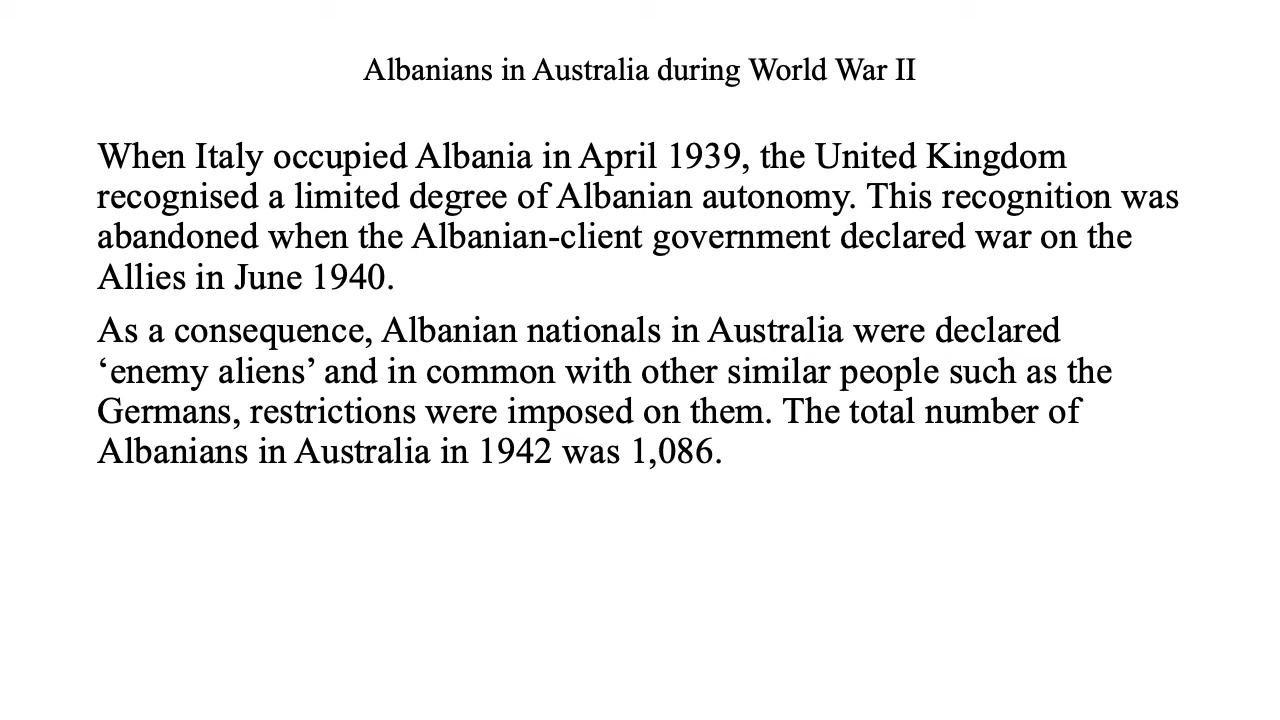 Albanians in Australia during World War II
When Italy occupied Albania in April 1939, the United Kingdom
recognised a limited degree of Albanian autonomy. This recognition was
abandoned when the Albanian-client government declared war on the
Allies in June 1940.
As a consequence, Albanian nationals in Australia were declared
‘enemy aliens’ and in common with other similar people such as the
Germans, restrictions were imposed on them. The total number of
Albanians in Australia in 1942 was 1,086.